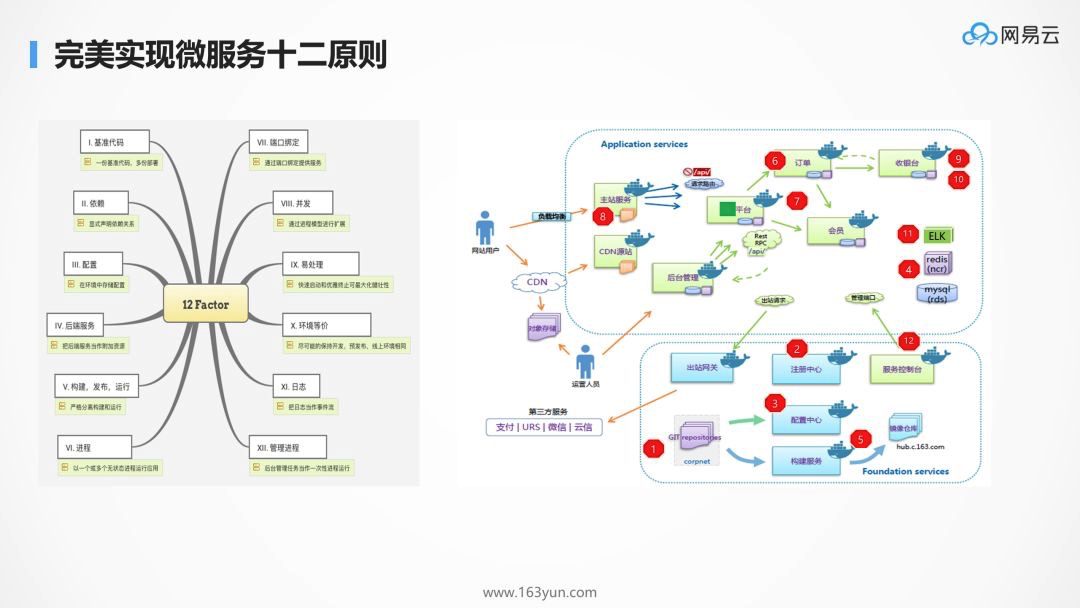 完美实现微服务十二原则
网易云
I. 基准代码
一份基准代码，多份部署
II. 依赖
显式声明依赖关系
III. 配置
在环境中存储配置
IV. 后端服务
把后端服务当作附加资源
V. 构建，发布，运行
严格分离构建和运行
VI. 进程
以一个或多个无状态进程运行应用
12 Factor
VII. 端口绑定
通过端口绑定提供服务
VIII. 并发
通过进程模型进行扩展
IX. 易处理
快速启动和优雅终止可最大化健壮性
X. 环境等价
尽可能的保持开发，预发布，线上环境相同
XI. 日志
把日志当作事件流
XII. 管理进程
后台管理任务当作一次性进程运行
Application services
网站用户
负载均衡
主站服务
8
CDN源站
/api/
请求路由
6
订单
收银台
9
10
平台
7
会员
Rest
RPC
/api/
后台管理
11
ELK
4
redis
(ncr)
mysql
(rds)
CDN
对象存储
运营人员
出站请求
管理端口
第三方服务
支付 | URS | 微信 | 云信
出站网关
2
注册中心
12
服务控制台
3
配置中心
1
GIT repositories
corpnet
构建服务
5
镜像仓库
hub.c.163.com
Foundation services
www.163yun.com